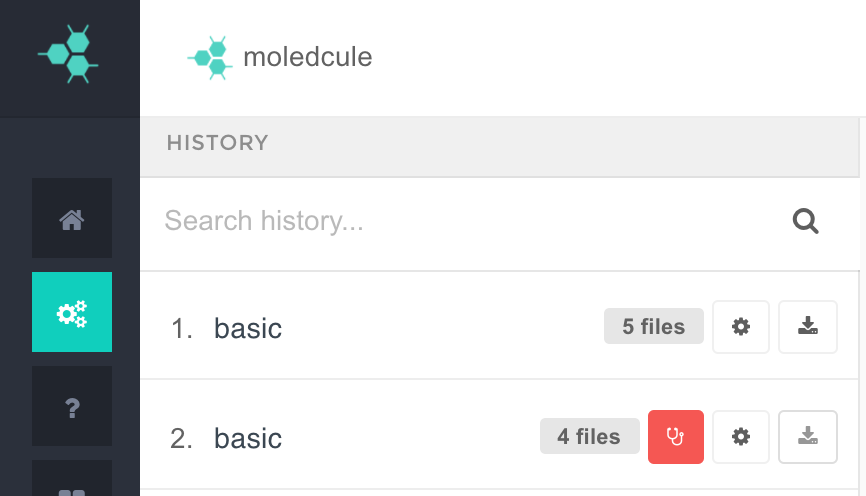 moledcule
HISTORY
Search history...
1. basic 5 files
2. basic 4 files